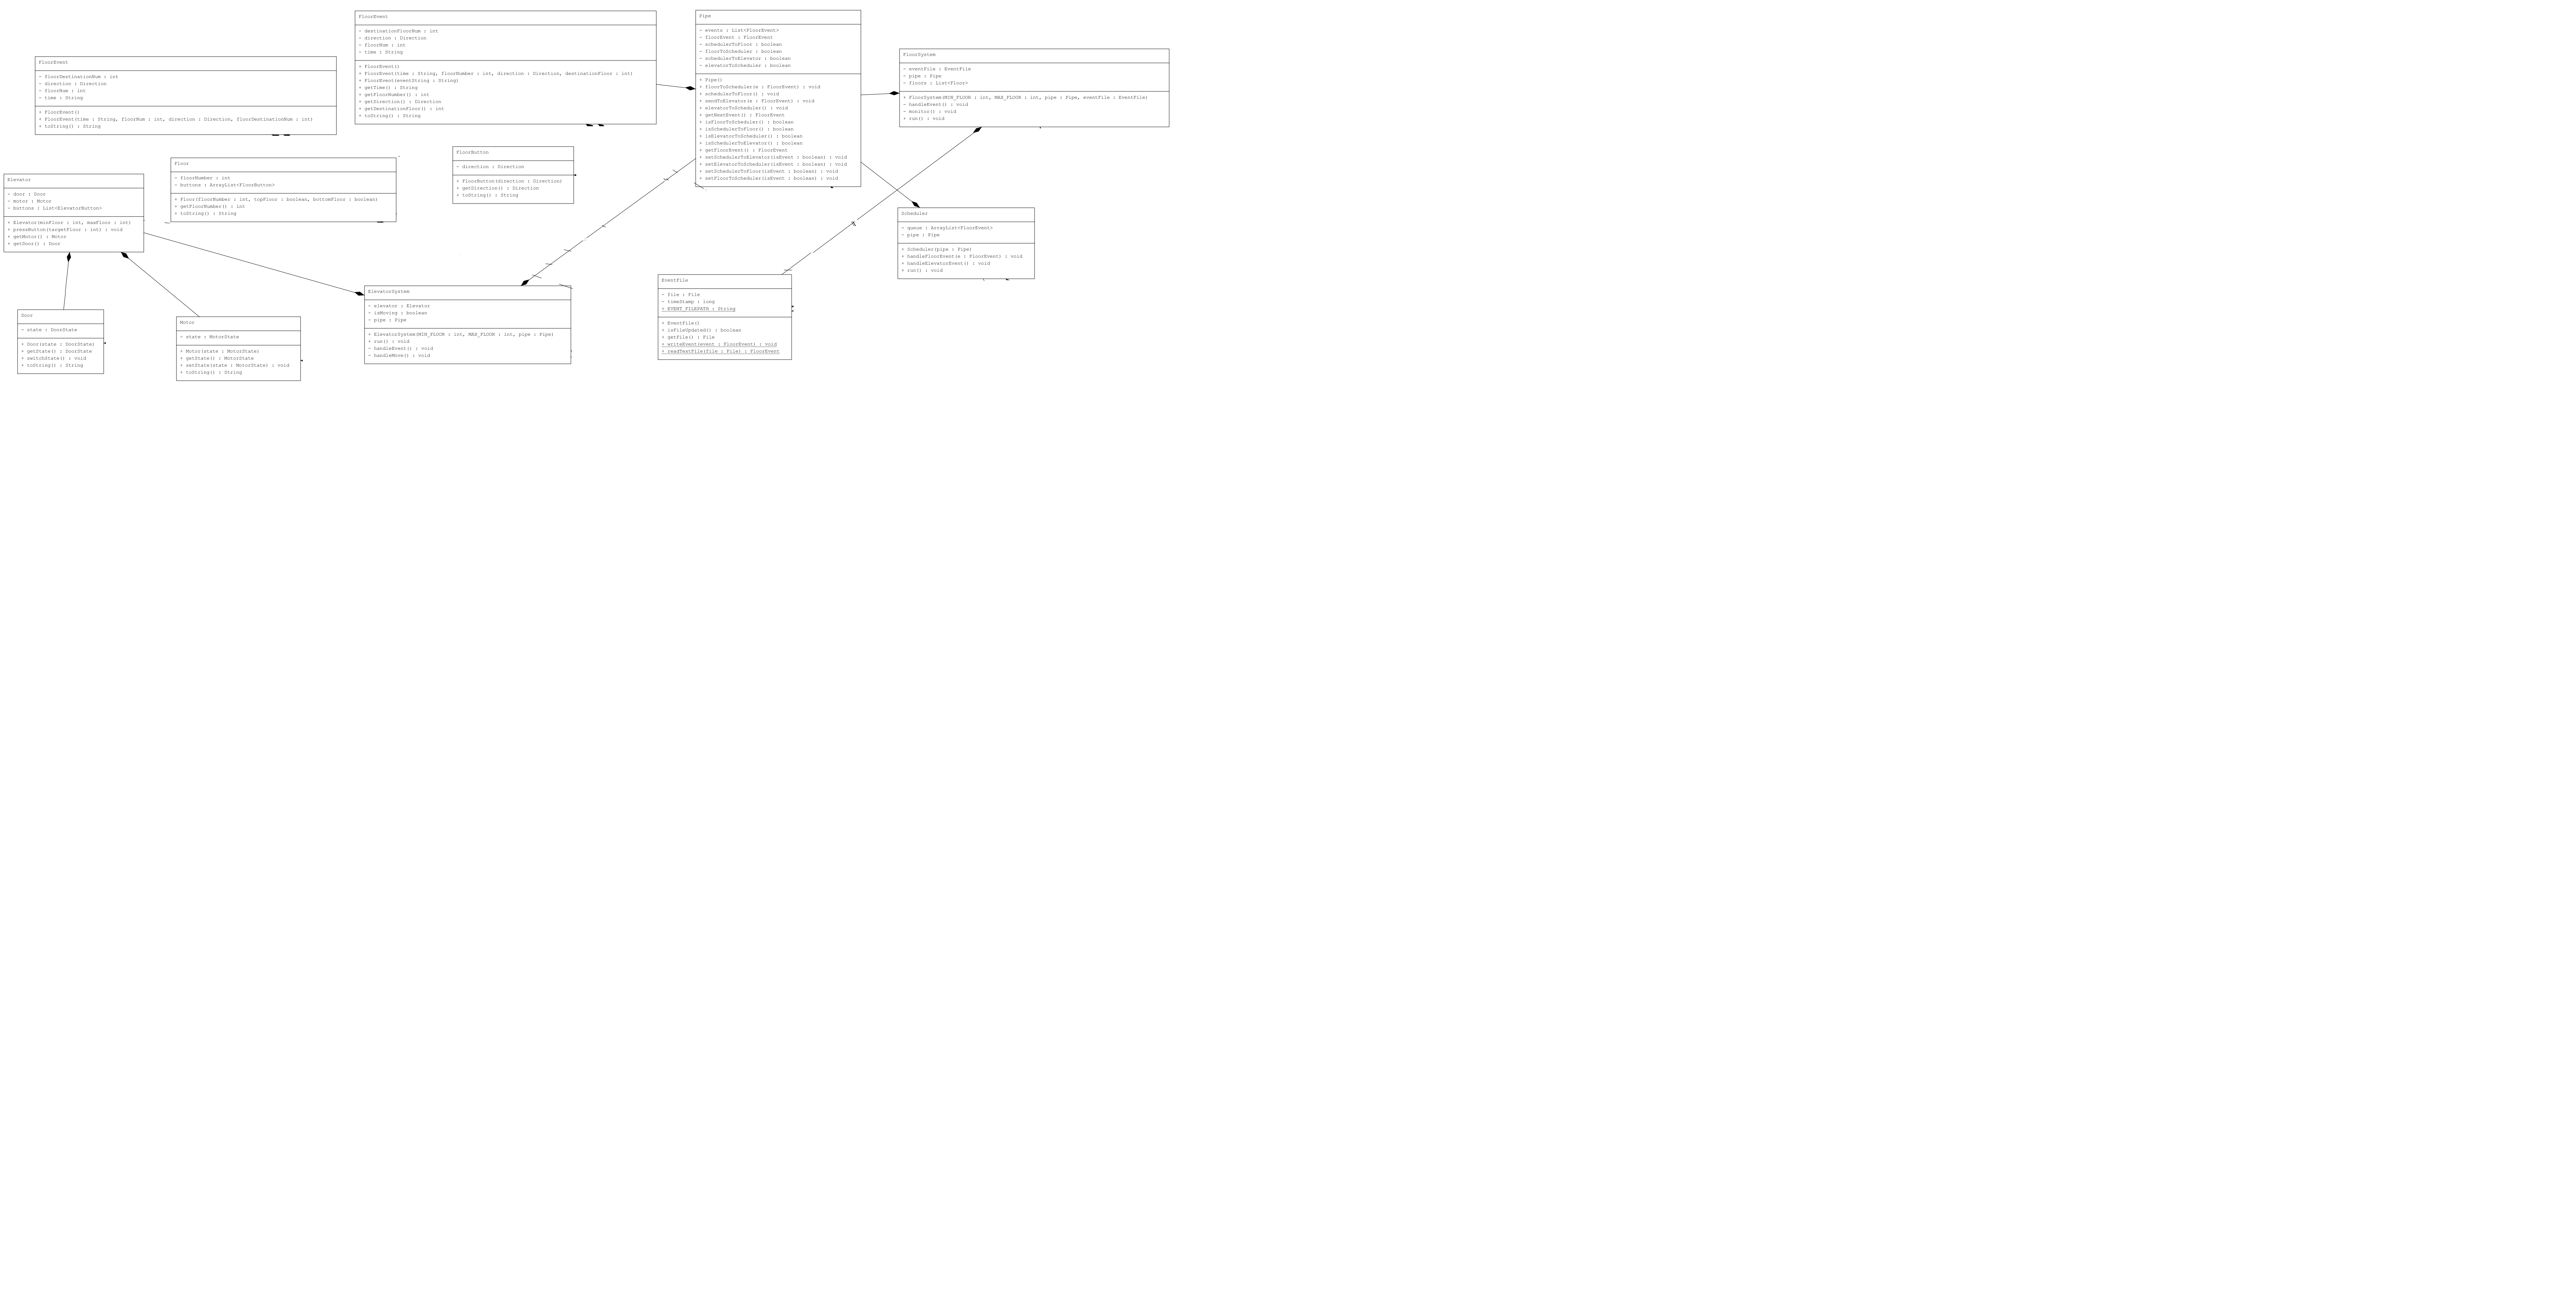 FloorEvent
- destinationFloorNum : int
- direction : Direction
- floorNum : int
- time : String
+ FloorEvent()
+ FloorEvent(time : String, floorNumber : int, direction : Direction, destinationFloor : int)
+ FloorEvent(eventString : String)
+ getTime() : String
+ getFloorNumber() : int
+ getDirection() : Direction
+ getDestinationFloor() : int
+ toString() : String
Pipe
- events : List<FloorEvent>
- floorEvent : FloorEvent
- schedulerToFloor : boolean
- floorToScheduler : boolean
- schedulerToElevator : boolean
- elevatorToScheduler : boolean
+ Pipe()
+ floorToScheduler(e : FloorEvent) : void
+ schedulerToFloor() : void
+ sendToElevator(e : FloorEvent) : void
+ elevatorToScheduler() : void
+ getNextEvent() : FloorEvent
+ isFloorToScheduler() : boolean
+ isSchedulerToFloor() : boolean
+ isElevatorToScheduler() : boolean
+ isSchedulerToElevator() : boolean
+ getFloorEvent() : FloorEvent
+ setSchedulerToElevator(isEvent : boolean) : void
+ setElevatorToScheduler(isEvent : boolean) : void
+ setSchedulerToFloor(isEvent : boolean) : void
+ setFloorToScheduler(isEvent : boolean) : void
FloorSystem
- eventFile : EventFile
- pipe : Pipe
- floors : List<Floor>
+ FloorSystem(MIN_FLOOR : int, MAX_FLOOR : int, pipe : Pipe, eventFile : EventFile)
- handleEvent() : void
- monitor() : void
+ run() : void
FloorEvent
- floorDestinationNum : int
- direction : Direction
- floorNum : int
- time : String
+ FloorEvent()
+ FloorEvent(time : String, floorNum : int, direction : Direction, floorDestinationNum : int)
+ toString() : String
FloorButton
- direction : Direction
+ FloorButton(direction : Direction)
+ getDirection() : Direction
+ toString() : String
Floor
- floorNumber : int
- buttons : ArrayList<FloorButton>
+ Floor(floorNumber : int, topFloor : boolean, bottomFloor : boolean)
+ getFloorNumber() : int
+ toString() : String
Elevator
- door : Door
- motor : Motor
- buttons : List<ElevatorButton>
+ Elevator(minFloor : int, maxFloor : int)
+ pressButton(targetFloor : int) : void
+ getMotor() : Motor
+ getDoor() : Door
Scheduler
- queue : ArrayList<FloorEvent>
- pipe : Pipe
+ Scheduler(pipe : Pipe)
+ handleFloorEvent(e : FloorEvent) : void
+ handleElevatorEvent() : void
+ run() : void
EventFile
- file : File
- timeStamp : long
+ EVENT_FILEPATH : String
+ EventFile()
+ isFileUpdated() : boolean
+ getFile() : File
+ writeEvent(event : FloorEvent) : void
+ readTextFile(file : File) : FloorEvent
ElevatorSystem
- elevator : Elevator
- isMoving : boolean
- pipe : Pipe
+ ElevatorSystem(MIN_FLOOR : int, MAX_FLOOR : int, pipe : Pipe)
+ run() : void
- handleEvent() : void
- handleMove() : void
Door
- state : DoorState
+ Door(state : DoorState)
+ getState() : DoorState
+ switchState() : void
+ toString() : String
Motor
- state : MotorState
+ Motor(state : MotorState)
+ getState() : MotorState
+ setState(state : MotorState) : void
+ toString() : String